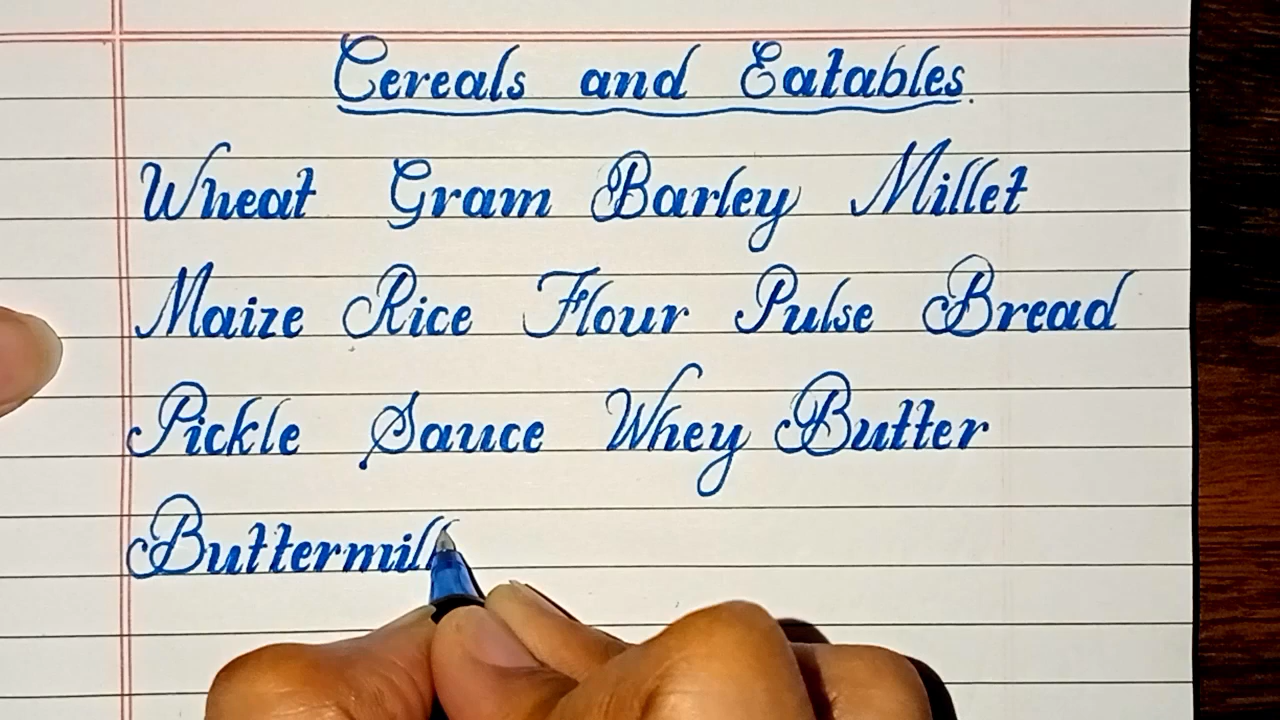 Cereals and Eatables.
Wheat Gram Barley Millet
Maize Rice Flour Pulse Bread
Pickle Sauce Whey Butter
Buttermil